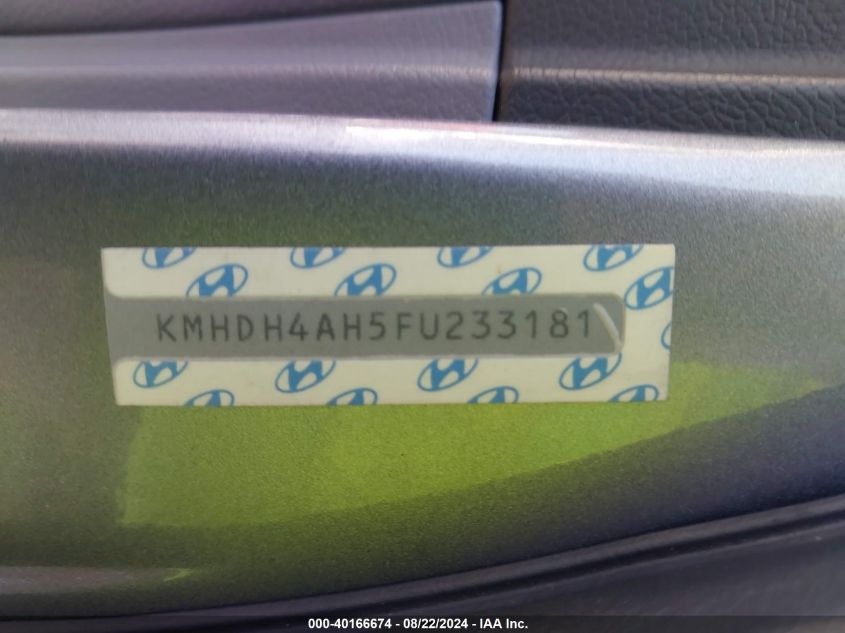 KMHDH4AH5FU233181
000-40166674 - 08/22/2024 - IAA Inc.